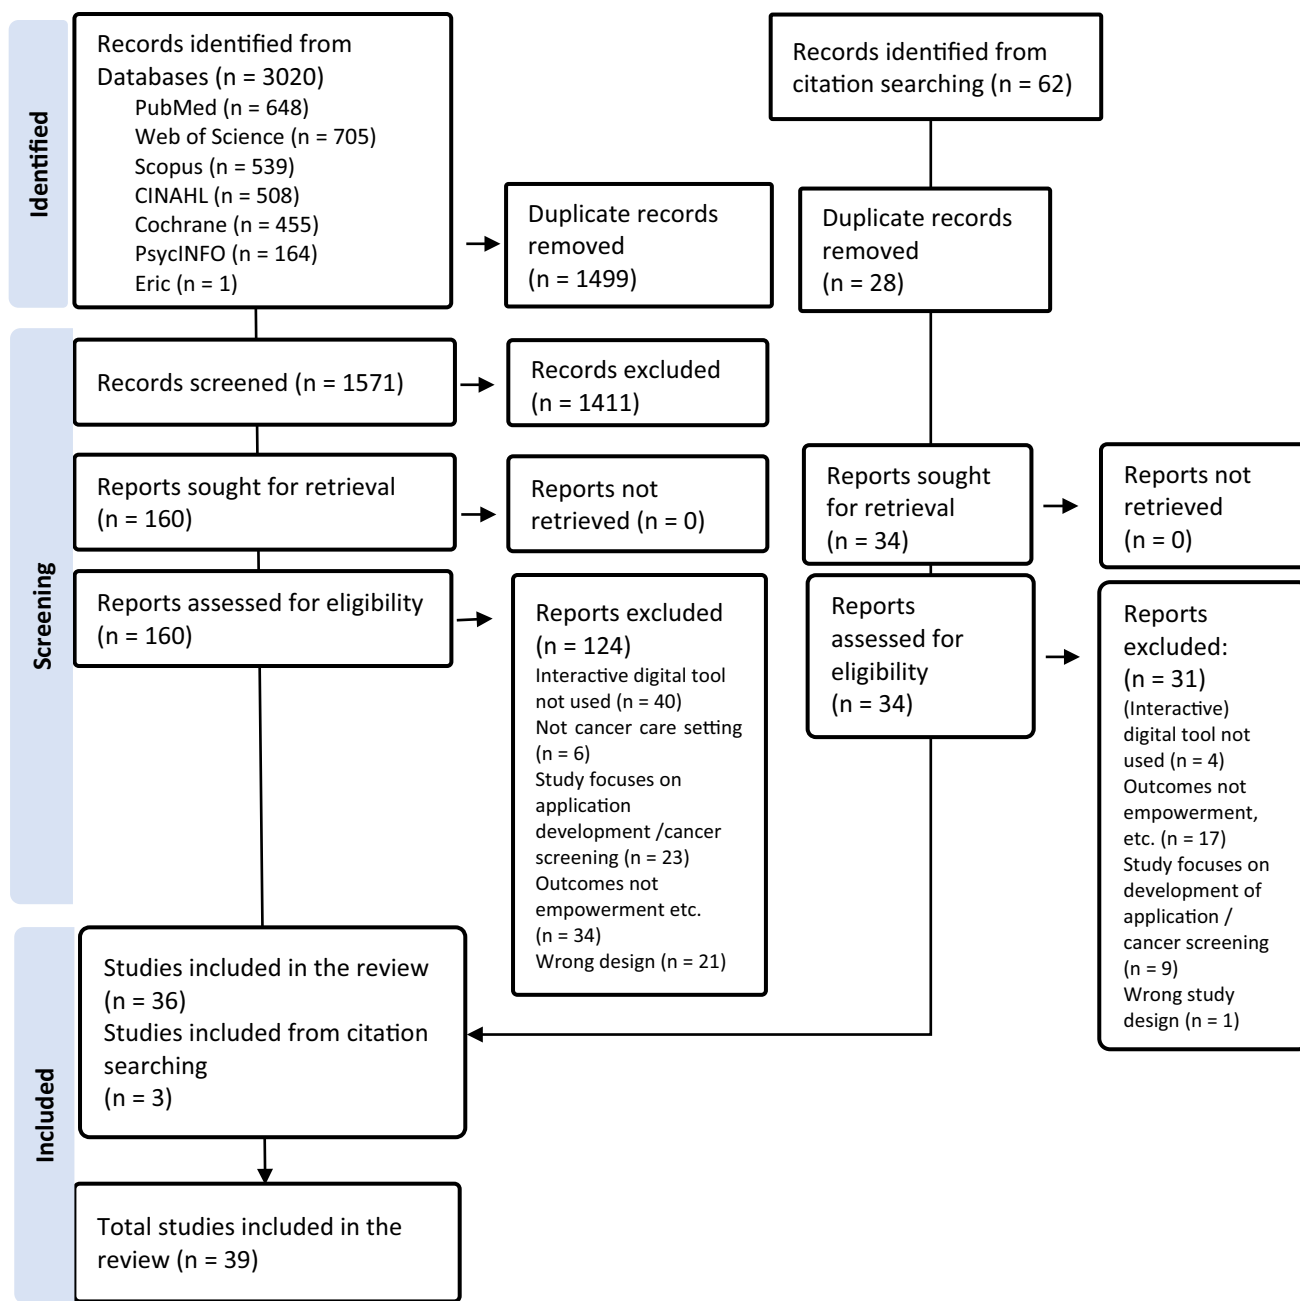 Identified
Records identified from
Databases (n = 3020)
PubMed (n = 648)
Web of Science (n = 705)
Scopus (n = 539)
CINAHL (n = 508)
Cochrane (n = 455)
PsycINFO (n = 164)
Eric (n = 1)
Duplicate records
removed
(n = 1499)
Records identified from
citation searching (n = 62)
Duplicate records
removed
(n = 28)
Screening
Records screened (n = 1571)
Records excluded
(n = 1411)
Reports sought for retrieval
(n = 160)
Reports not
retrieved (n = 0)
Reports sought
for retrieval
(n = 34)
Reports not
retrieved
(n = 0)
Reports assessed for eligibility
(n = 160)
Reports excluded
(n = 124)
Interactive digital tool
not used (n = 40)
Not cancer care setting
(n = 6)
Study focuses on
application
development /cancer
screening (n = 23)
Outcomes not
empowerment etc.
(n = 34)
Wrong design (n = 21)
Reports
assessed for
eligibility
(n = 34)
Reports
excluded:
(n = 31)
(Interactive)
digital tool not
used (n = 4)
Outcomes not
empowerment,
etc. (n = 17)
Study focuses on
development of
application /
cancer screening
(n = 9)
Wrong study
design (n = 1)
Included
Studies included in the review
(n = 36)
Studies included from citation
searching
(n = 3)
Total studies included in the
review (n = 39)